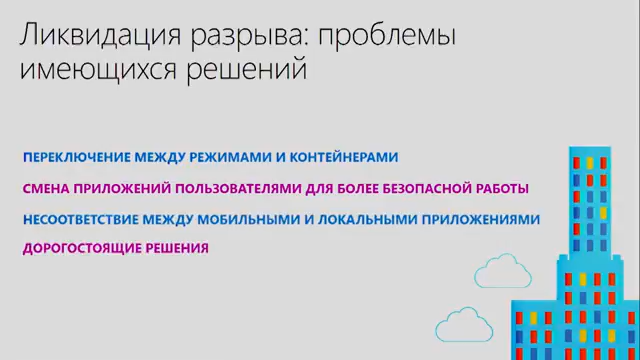 Ликвидация разрыва: проблемы
имеющихся решений
ПЕРЕКЛЮЧЕНИЕ МЕЖДУ РЕЖИМАМИ И КОНТЕЙНЕРАМИ
СМЕНА ПРИЛОЖЕНИЙ ПОЛЬЗОВАТЕЛЯМИ ДЛЯ БОЛЕЕ БЕЗОПАСНОЙ РАБОТЫ
НЕСООТВЕТСТВИЕ МЕЖДУ МОБИЛЬНЫМИ И ЛОКАЛЬНЫМИ ПРИЛОЖЕНИЯМИ
ДОРОГОСТОЯЩИЕ РЕШЕНИЯ